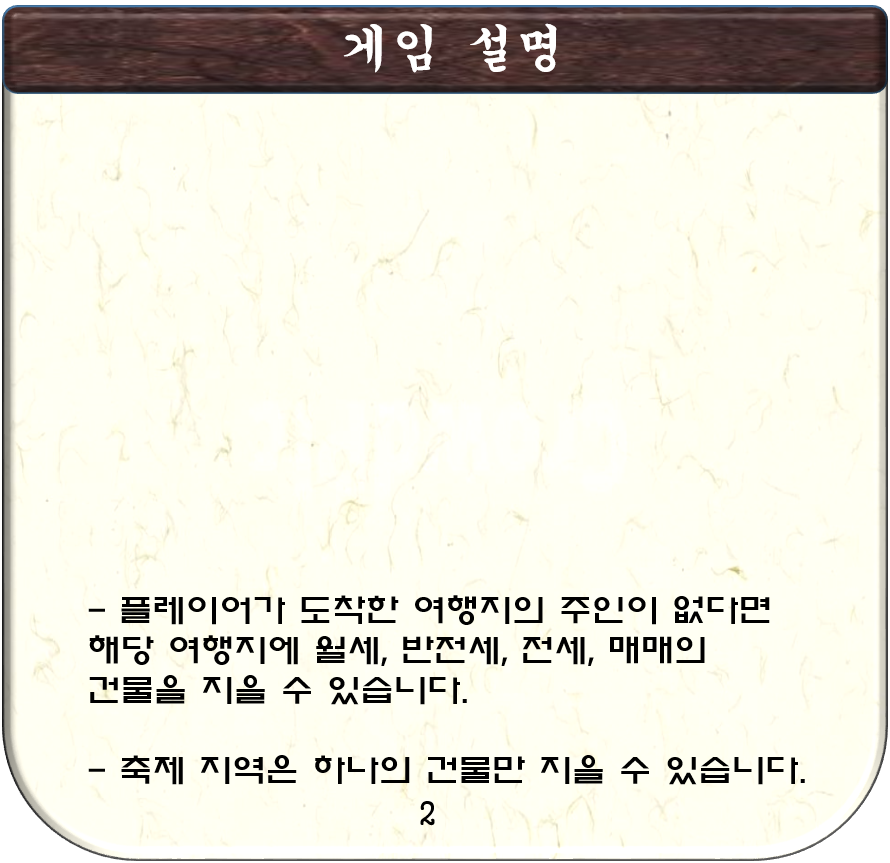 게임 설명
- 플레이어가 도착한 여행지의 주인이 없다면
해당 여행지에 월세, 반전세, 전세, 매매의
건물을 지을 수 있습니다.
- 축제 지역은 하나의 건물만 지을 수 있습니다.
2